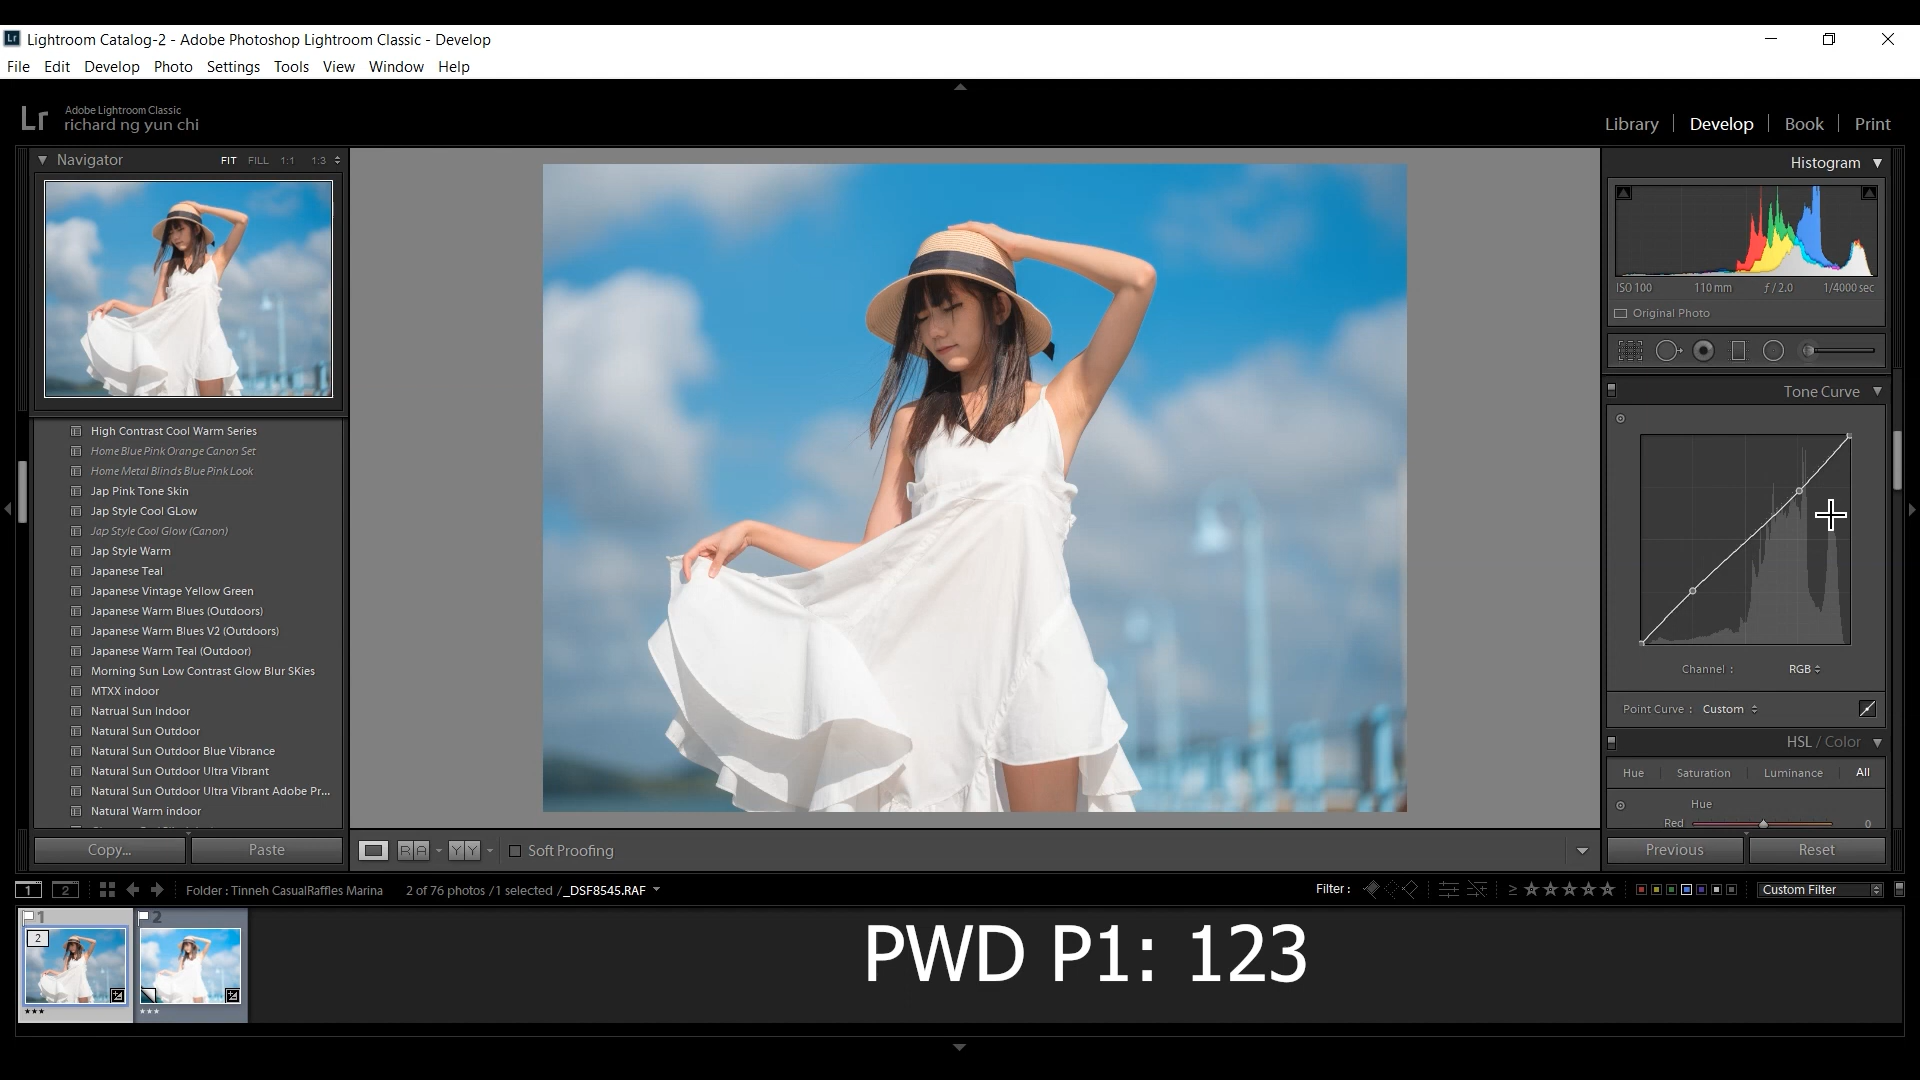 Lightroom Catalog-2 - Adobe Photoshop Lightroom Classic - Develop
File Edit Develop Photo Settings Tools View Window Help
Lr Adobe Lightroom Classic
richard ng yun chi
Library Develop Book Print
Navigator FIT FILL 1:1 1:3
Histogram
ISO 100 110 mm ƒ / 2.0 1/4000 sec
Original Photo
Tone Curve
High Contrast Cool Warm Series
Home Blue Pink Orange Canon Set
Home Metal Blinds Blue Pink Look
Jap Pink Tone Skin
Jap Style Cool GLow
Jap Style Cool Glow (Canon)
Jap Style Warm
Japanese Teal
Japanese Vintage Yellow Green
Japanese Warm Blues (Outdoors)
Japanese Warm Blues V2 (Outdoors)
Japanese Warm Teal (Outdoor)
Morning Sun Low Contrast Glow Blur SKies
MTXX indoor
Natrual Sun Indoor
Natural Sun Outdoor
Natural Sun Outdoor Blue Vibrance
Natural Sun Outdoor Ultra Vibrant
Natural Sun Outdoor Ultra Vibrant Adobe Pr...
Natural Warm indoor
Channel : RGB
Point Curve : Custom
HSL / Color
Hue Saturation Luminance All
Hue
Red 0
Copy... Paste
R A Y Y Soft Proofing
Previous Reset
1 2 Folder : Tinneh CasualRaffles Marina 2 of 76 photos / 1 selected / _DSF8545.RAF
Filter : ≥ ★★★★★ Custom Filter
1 2
2
★★★ ★★★
PWD P1: 123